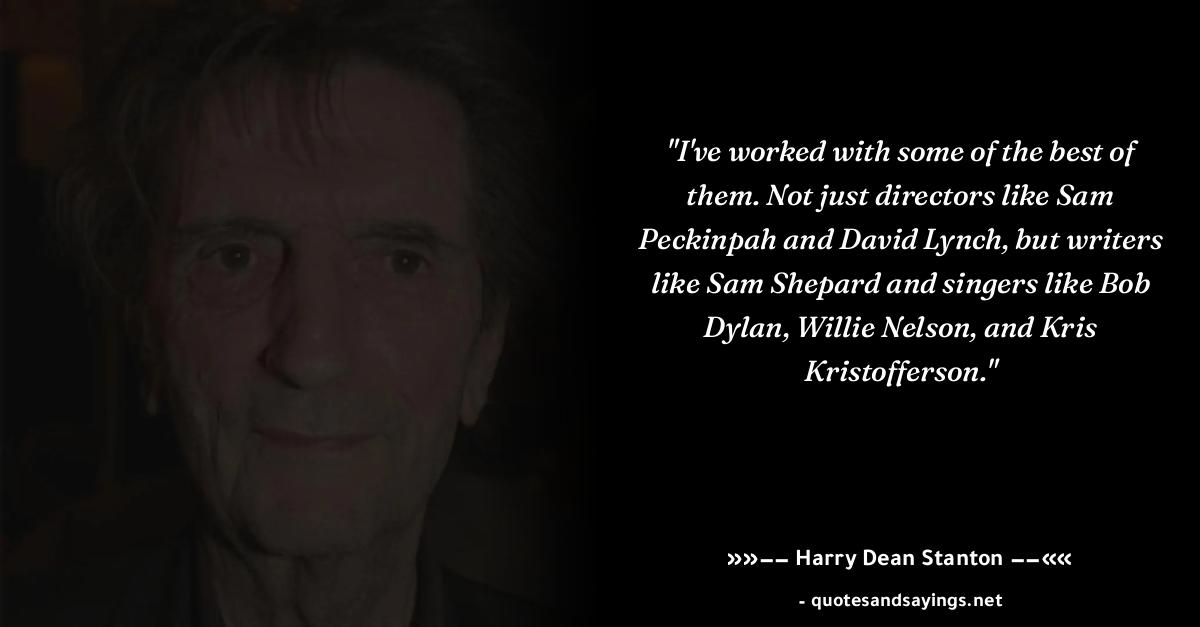 "I've worked with some of the best of
them. Not just directors like Sam
Peckinpah and David Lynch, but writers
like Sam Shepard and singers like Bob
Dylan, Willie Nelson, and Kris
Kristofferson."
»»−− Harry Dean Stanton −−««
- quotesandsayings.net